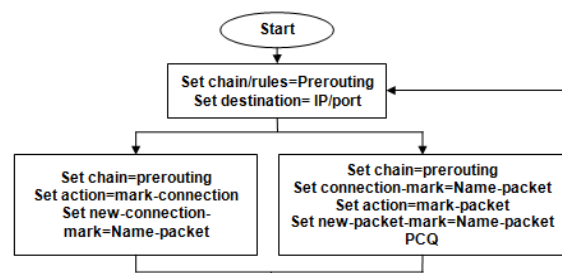 Start
Set chain/rules=Prerouting
Set destination= IP/port
Set chain=prerouting
Set action=mark-connection
Set new-connection-
mark=Name-packet
Set chain=prerouting
Set connection-mark=Name-packet
Set action=mark-packet
Set new-packet-mark=Name-packet
PCQ